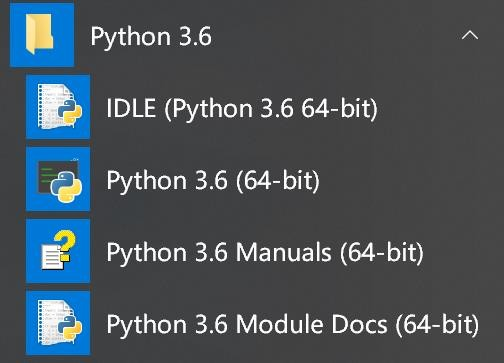 Python 3.6
IDLE (Python 3.6 64-bit)
Python 3.6 (64-bit)
Python 3.6 Manuals (64-bit)
Python 3.6 Module Docs (64-bit)